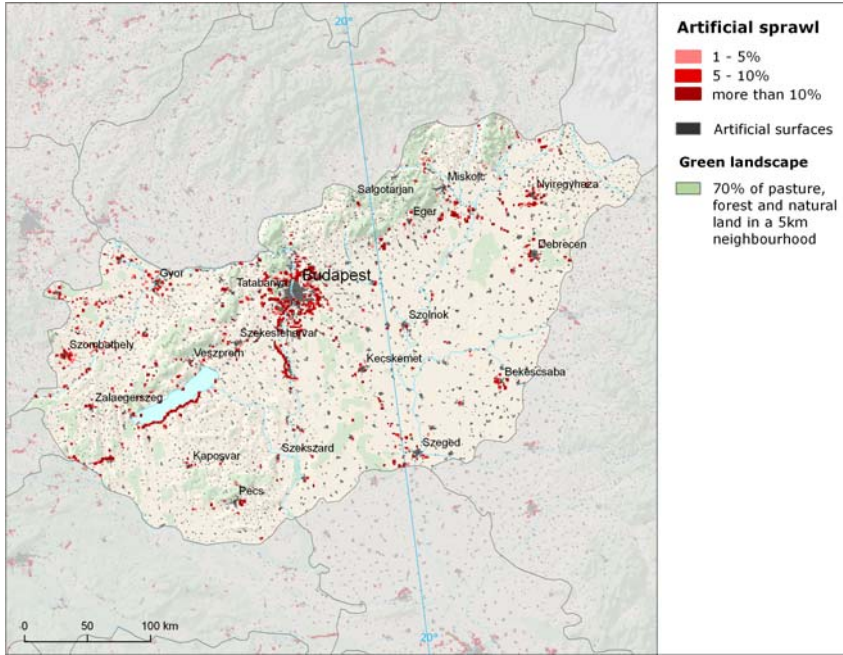 20°
Artificial sprawl
1 - 5%
5 - 10%
more than 10%
Artificial surfaces
Green landscape
70% of pasture,
forest and natural
land in a 5km
neighbourhood
Salgotarjan
Miskolc
Nyiregyhaza
Eger
Debrecen
Gyor
Tatabanya
Budapest
Szolnok
Szombathely
Szekesfehervar
Veszprem
Kecskemet
Bekescsaba
Zalaegerszeg
Kaposvar
Szekszard
Szeged
Pecs
0 50 100 km
20°